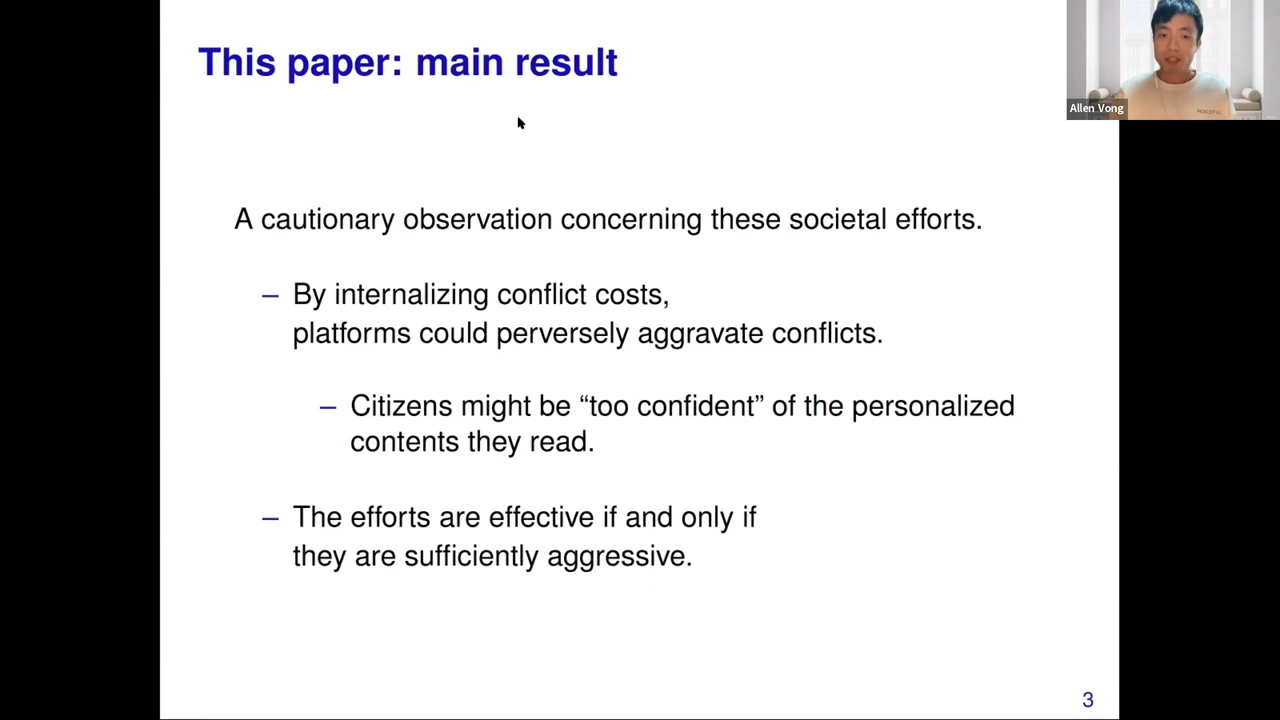 This paper: main result
Allen Vong
PEACEFUL
A cautionary observation concerning these societal efforts.
– By internalizing conflict costs,
platforms could perversely aggravate conflicts.
– Citizens might be “too confident” of the personalized
contents they read.
– The efforts are effective if and only if
they are sufficiently aggressive.
3